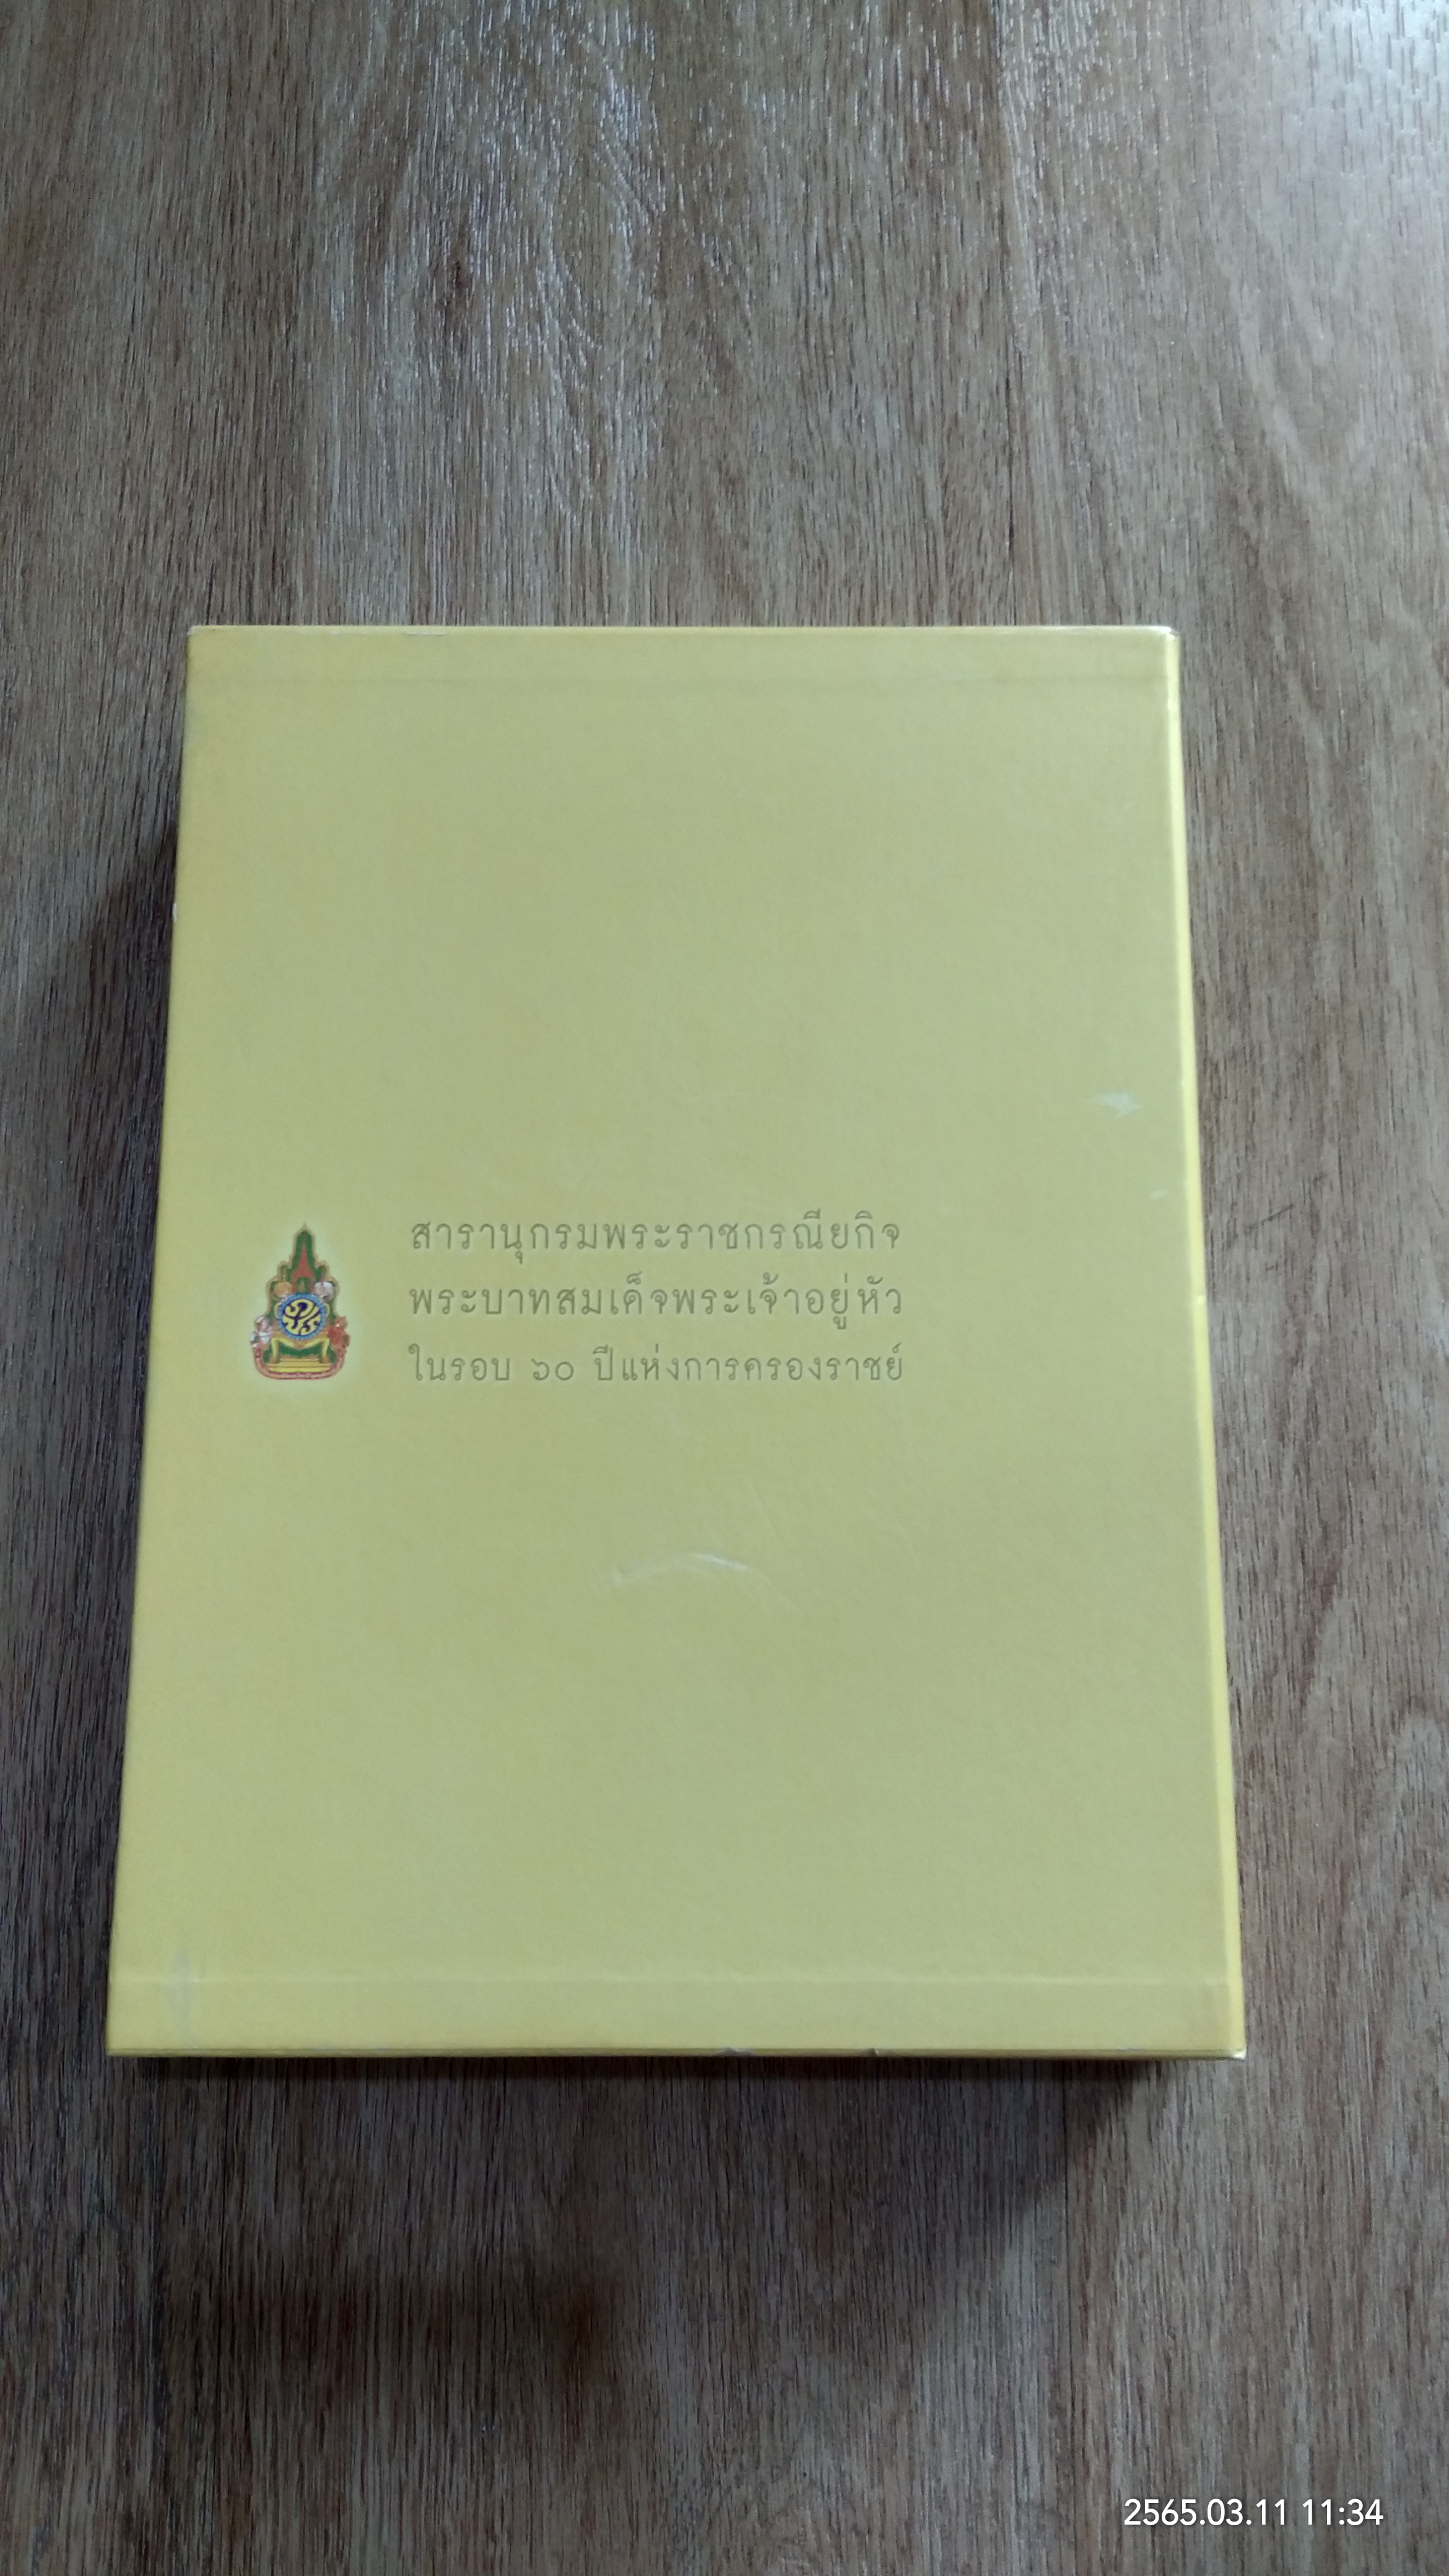 สารานุกรมพระราชกรณียกิจ
พระบาทสมเด็จพระเจ้าอยู่หัว
ในรอบ ๖๐ ปีแห่งการครองราชย์
2565.03.11 11:34